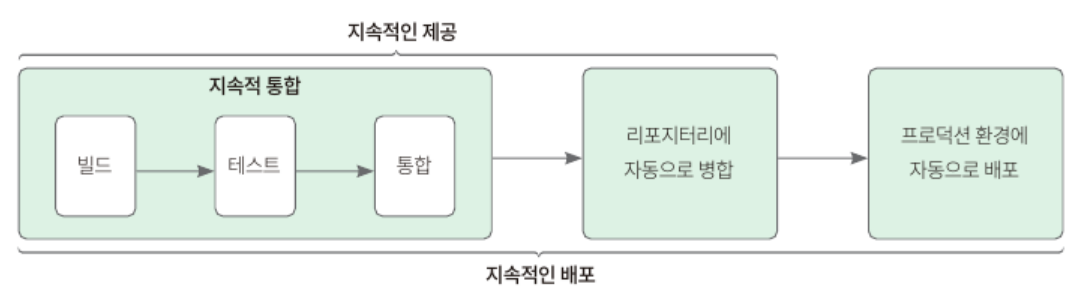 지속적인 제공
지속적 통합
빌드
테스트
통합
리포지터리에
자동으로 병합
프로덕션 환경에
자동으로 배포
지속적인 배포